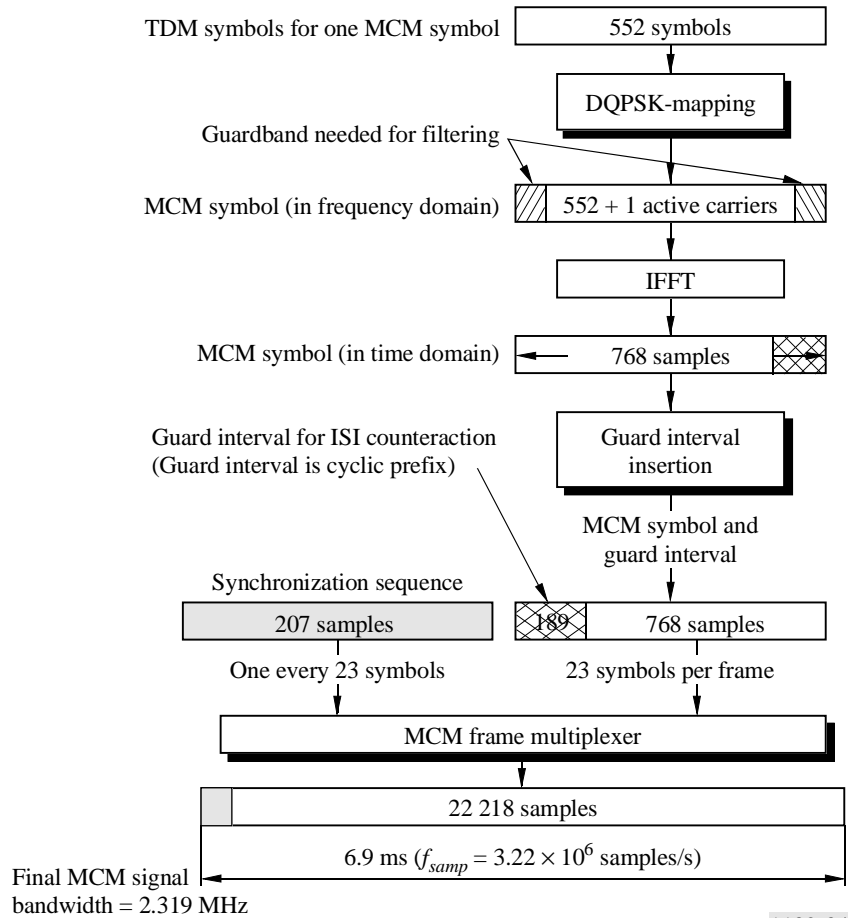 TDM symbols for one MCM symbol
552 symbols
DQPSK-mapping
Guardband needed for filtering
MCM symbol (in frequency domain)
552 + 1 active carriers
IFFT
MCM symbol (in time domain)
768 samples
Guard interval for ISI counteraction
(Guard interval is cyclic prefix)
Guard interval
insertion
MCM symbol and
guard interval
Synchronization sequence
207 samples
189
768 samples
One every 23 symbols
23 symbols per frame
MCM frame multiplexer
22 218 samples
6.9 ms (fsamp = 3.22 × 10⁶ samples/s)
Final MCM signal
bandwidth = 2.319 MHz